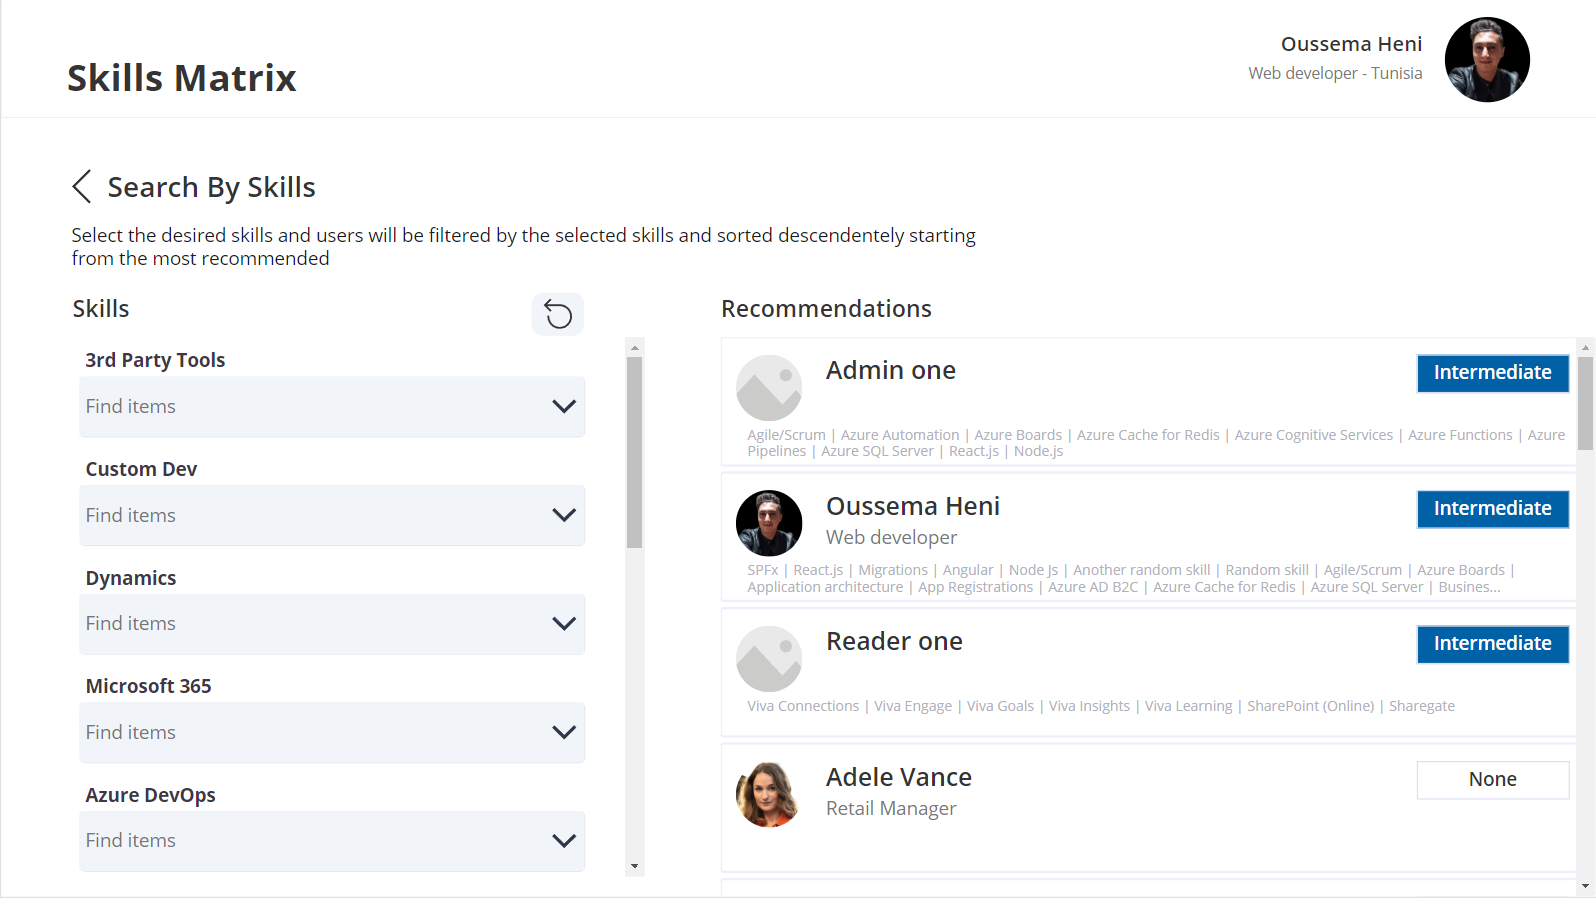 Skills Matrix
Oussema Heni
Web developer - Tunisia
Search By Skills
Select the desired skills and users will be filtered by the selected skills and sorted descendentely starting
from the most recommended
Skills
3rd Party Tools
Find items
Custom Dev
Find items
Dynamics
Find items
Microsoft 365
Find items
Azure DevOps
Find items
Recommendations
Admin one
Intermediate
Agile/Scrum | Azure Automation | Azure Boards | Azure Cache for Redis | Azure Cognitive Services | Azure Functions | Azure
Pipelines | Azure SQL Server | React.js | Node.js
Oussema Heni
Intermediate
Web developer
SPFx | React.js | Migrations | Angular | Node Js | Another random skill | Random skill | Agile/Scrum | Azure Boards |
Application architecture | App Registrations | Azure AD B2C | Azure Cache for Redis | Azure SQL Server | Busines...
Reader one
Intermediate
Viva Connections | Viva Engage | Viva Goals | Viva Insights | Viva Learning | SharePoint (Online) | Sharegate
Adele Vance
None
Retail Manager